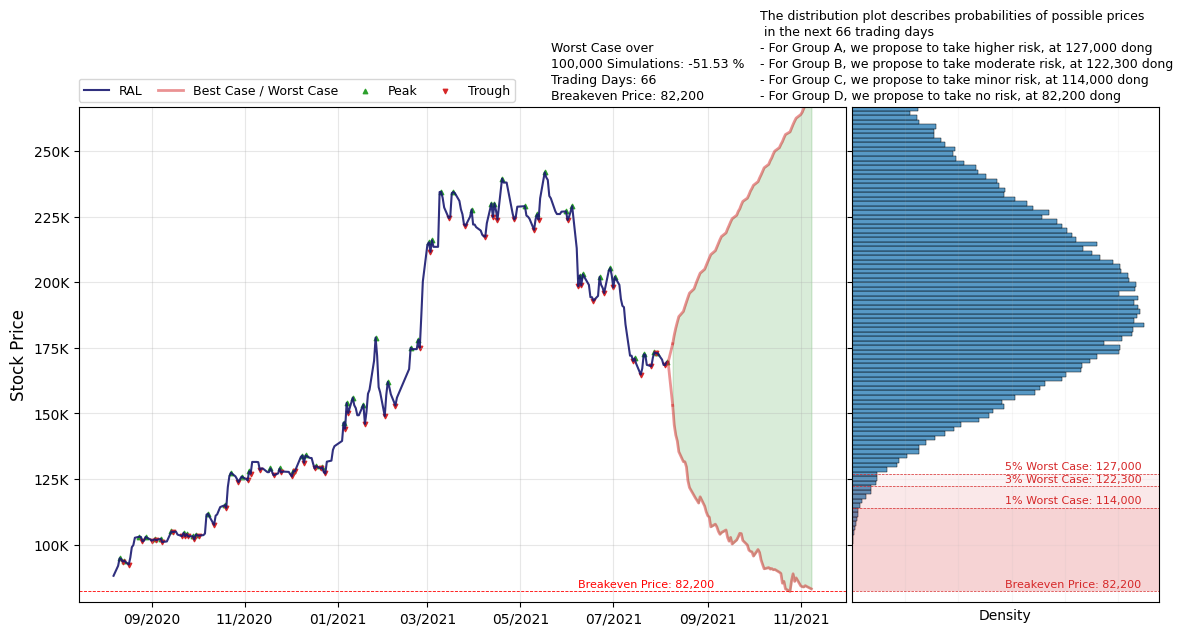 The distribution plot describes probabilities of possible prices
in the next 66 trading days
- For Group A, we propose to take higher risk, at 127,000 dong
- For Group B, we propose to take moderate risk, at 122,300 dong
- For Group C, we propose to take minor risk, at 114,000 dong
- For Group D, we propose to take no risk, at 82,200 dong
Worst Case over
100,000 Simulations: -51.53 %
Trading Days: 66
Breakeven Price: 82,200
RAL Best Case / Worst Case Peak Trough
Stock Price
250K
225K
200K
175K
150K
125K
100K
Breakeven Price: 82,200
09/2020 11/2020 01/2021 03/2021 05/2021 07/2021 09/2021 11/2021
5% Worst Case: 127,000
3% Worst Case: 122,300
1% Worst Case: 114,000
Breakeven Price: 82,200
Density